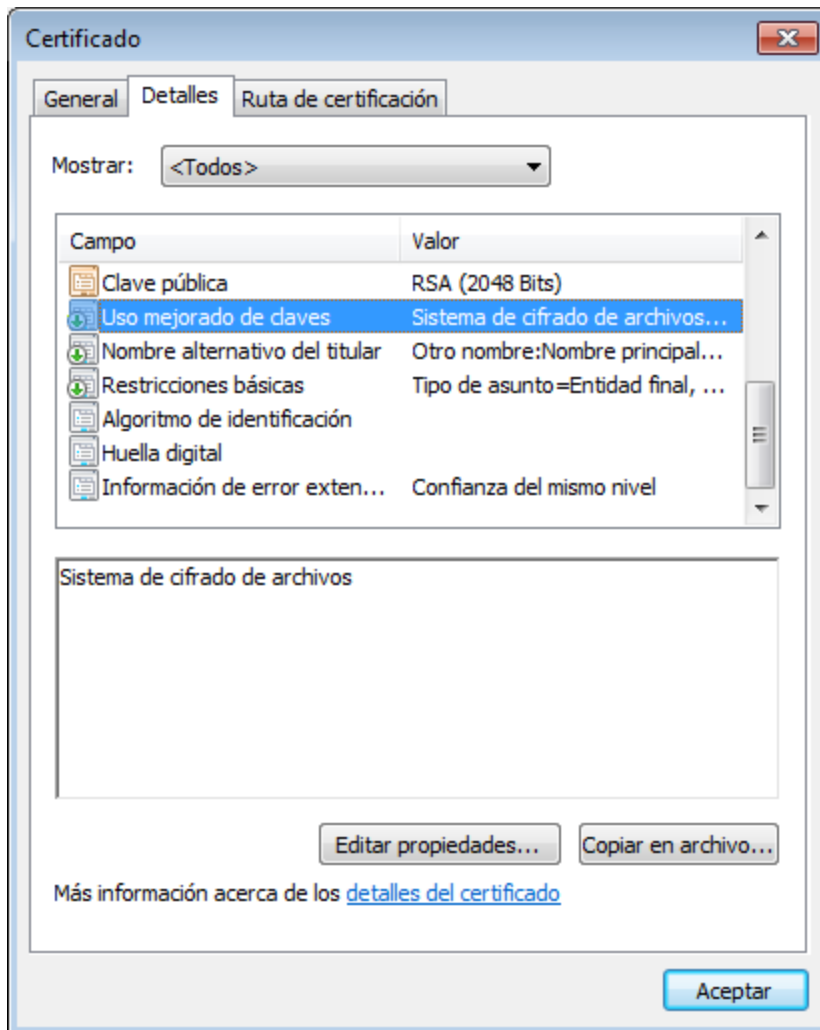 Certificado
General Detalles Ruta de certificación
Mostrar: <Todos>
Campo Valor
Clave pública RSA (2048 Bits)
Uso mejorado de claves Sistema de cifrado de archivos...
Nombre alternativo del titular Otro nombre:Nombre principal...
Restricciones básicas Tipo de asunto=Entidad final, ...
Algoritmo de identificación
Huella digital
Información de error exten... Confianza del mismo nivel
Sistema de cifrado de archivos
Editar propiedades... Copiar en archivo...
Más información acerca de los detalles del certificado
Aceptar